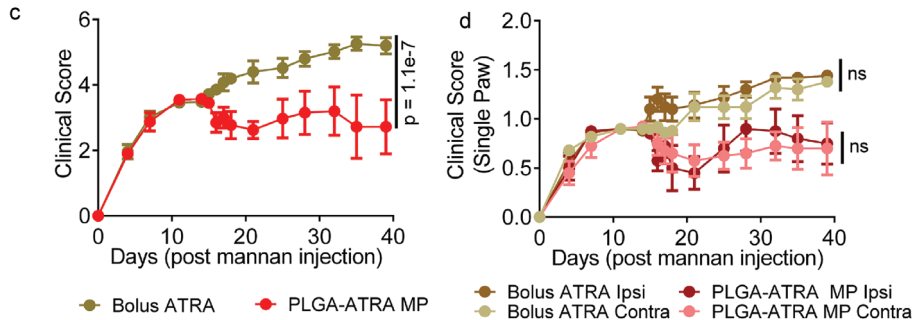 c
Clinical Score
6
4
2
0
0 10 20 30 40
Days (post mannan injection)
p = 1.1e-7
Bolus ATRA
PLGA-ATRA MP
d
Clinical Score
(Single Paw)
2.0
1.5
1.0
0.5
0.0
0 10 20 30 40
Days (post mannan injection)
ns
ns
Bolus ATRA Ipsi
PLGA-ATRA MP Ipsi
Bolus ATRA Contra
PLGA-ATRA MP Contra